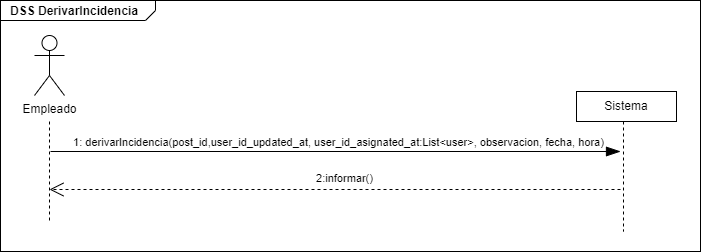 DSS DerivarIncidencia
Empleado
Sistema
1: derivarIncidencia(post_id,user_id_updated_at, user_id_asignated_at:List<user>, observacion, fecha, hora)
2:informar()